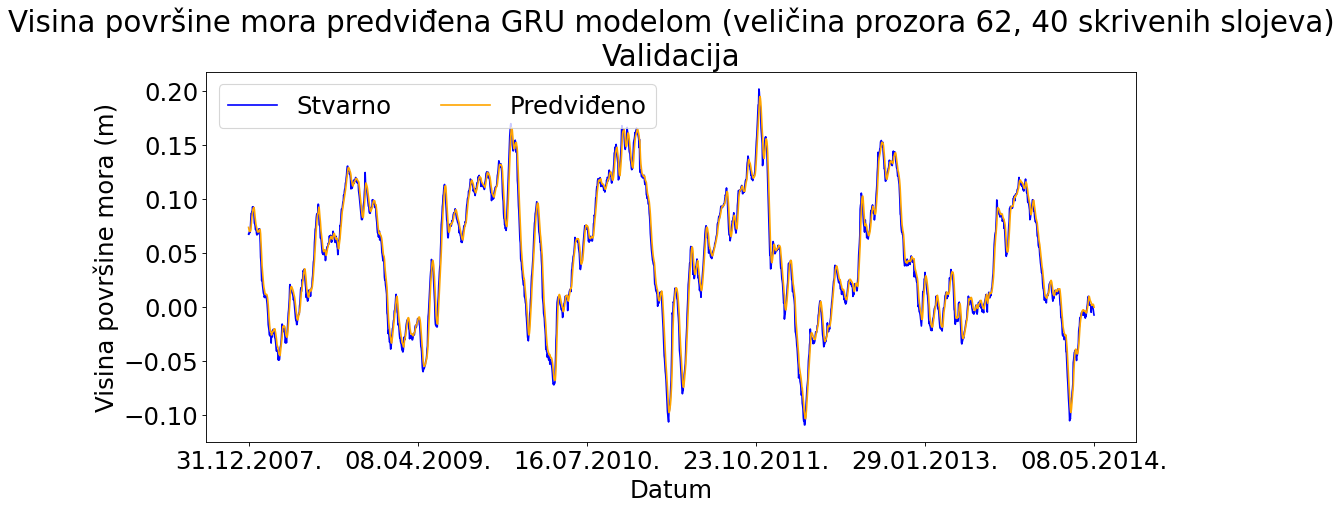 Visina površine mora predviđena GRU modelom (veličina prozora 62, 40 skrivenih slojeva)
Validacija
Stvarno
Predviđeno
Visina površine mora (m)
0.20
0.15
0.10
0.05
0.00
−0.05
−0.10
31.12.2007. 08.04.2009. 16.07.2010. 23.10.2011. 29.01.2013. 08.05.2014.
Datum